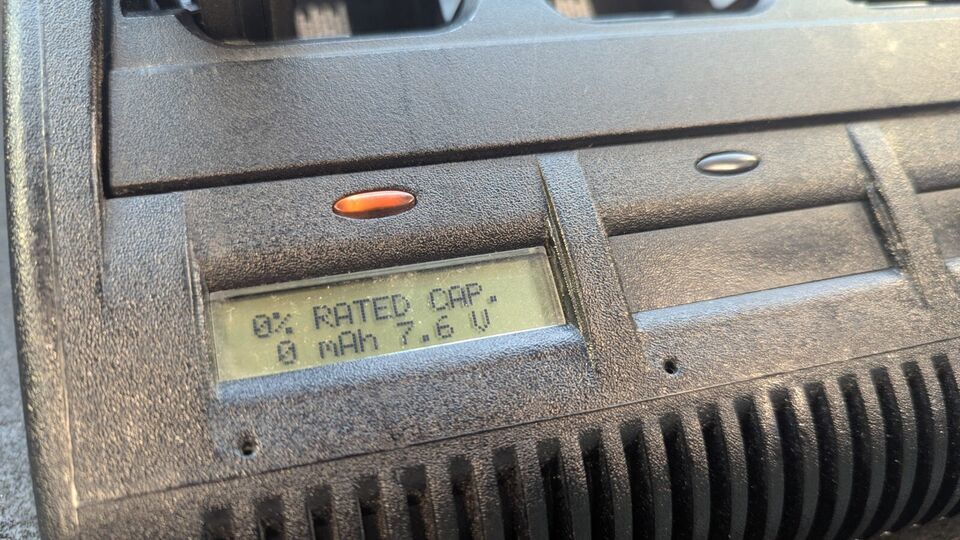 0% RATED CAP.
0 mAh 7.6 V